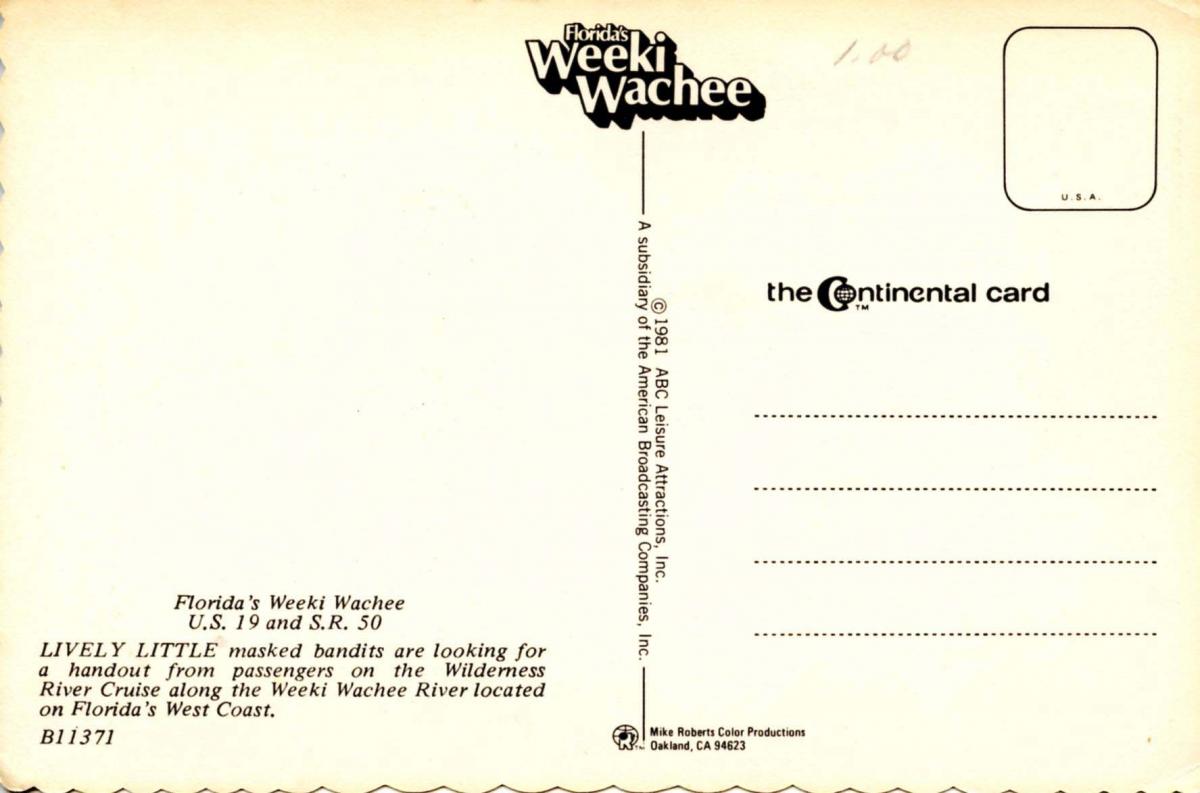 Florida's
Weeki
Wachee
1.00
U.S.A.
the Continental card
TM
© 1981 ABC Leisure Attractions, Inc.
A subsidiary of the American Broadcasting Companies, Inc.
Florida's Weeki Wachee
U.S. 19 and S.R. 50
LIVELY LITTLE masked bandits are looking for
a handout from passengers on the Wilderness
River Cruise along the Weeki Wachee River located
on Florida's West Coast.
B11371
Mike Roberts Color Productions
Oakland, CA 94623